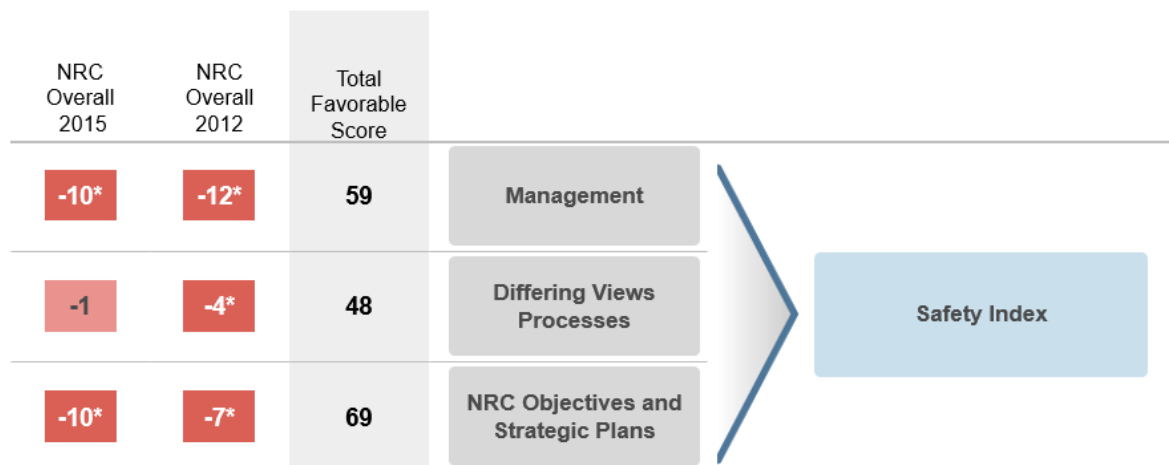 NRC
Overall
2015
NRC
Overall
2012
Total
Favorable
Score
-10*
-12*
59
Management
-1
-4*
48
Differing Views
Processes
-10*
-7*
69
NRC Objectives and
Strategic Plans
Safety Index